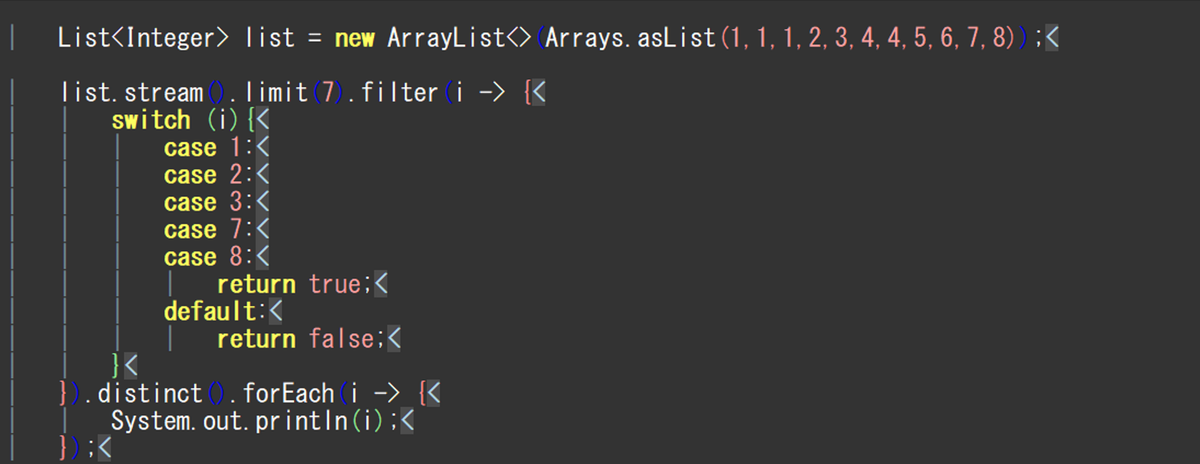 List<Integer> list = new ArrayList<>(Arrays.asList(1,1,1,2,3,4,4,5,6,7,8));
list.stream().limit(7).filter(i -> {
switch (i){
case 1:
case 2:
case 3:
case 7:
case 8:
return true;
default:
return false;
}
}).distinct().forEach(i -> {
System.out.println(i);
});